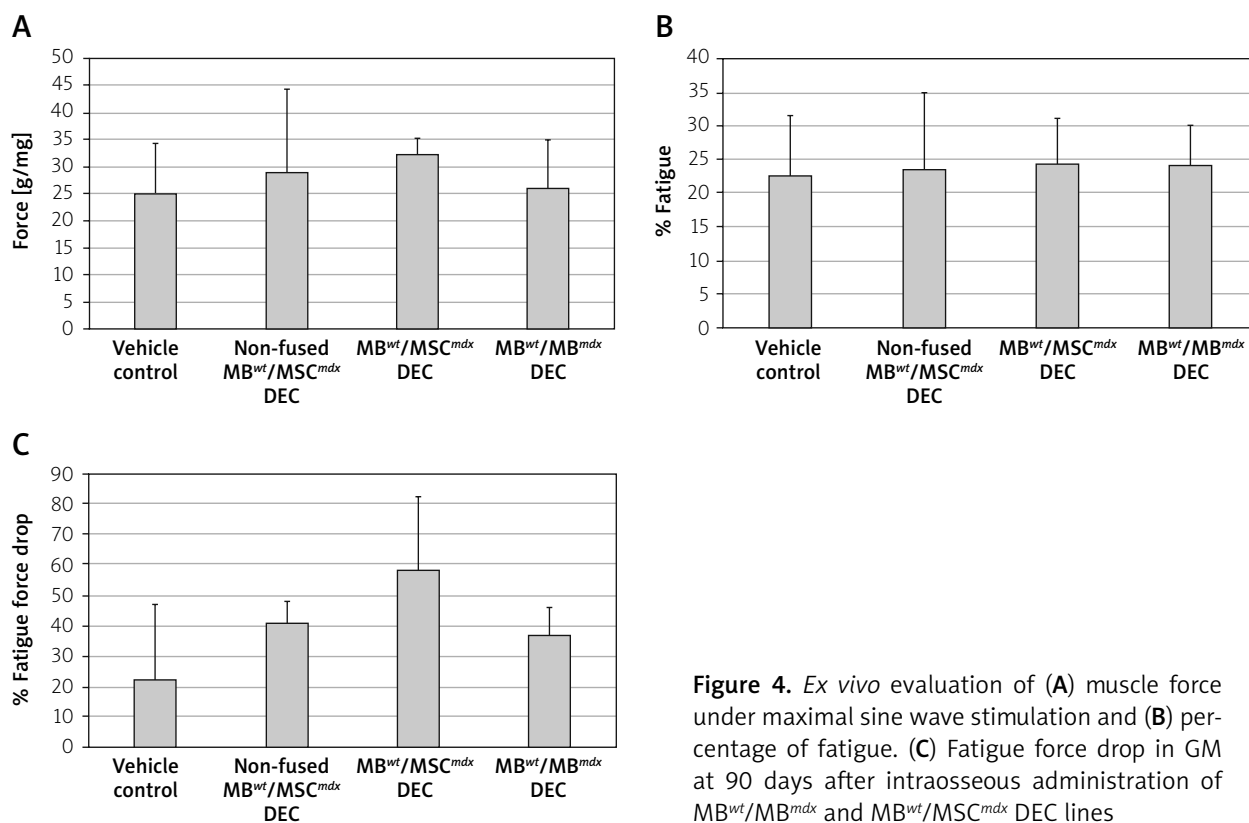 A
Force [g/mg]
50
45
40
35
30
25
20
15
10
5
0
Vehicle control
Non-fused MBwt/MSCmdx DEC
MBwt/MSCmdx DEC
MBwt/MBmdx DEC
B
% Fatigue
40
35
30
25
20
15
10
5
0
Vehicle control
Non-fused MBwt/MSCmdx DEC
MBwt/MSCmdx DEC
MBwt/MBmdx DEC
C
% Fatigue force drop
90
80
70
60
50
40
30
20
10
0
Vehicle control
Non-fused MBwt/MSCmdx DEC
MBwt/MSCmdx DEC
MBwt/MBmdx DEC
Figure 4. Ex vivo evaluation of (A) muscle force
under maximal sine wave stimulation and (B) per-
centage of fatigue. (C) Fatigue force drop in GM
at 90 days after intraosseous administration of
MBwt/MBmdx and MBwt/MSCmdx DEC lines